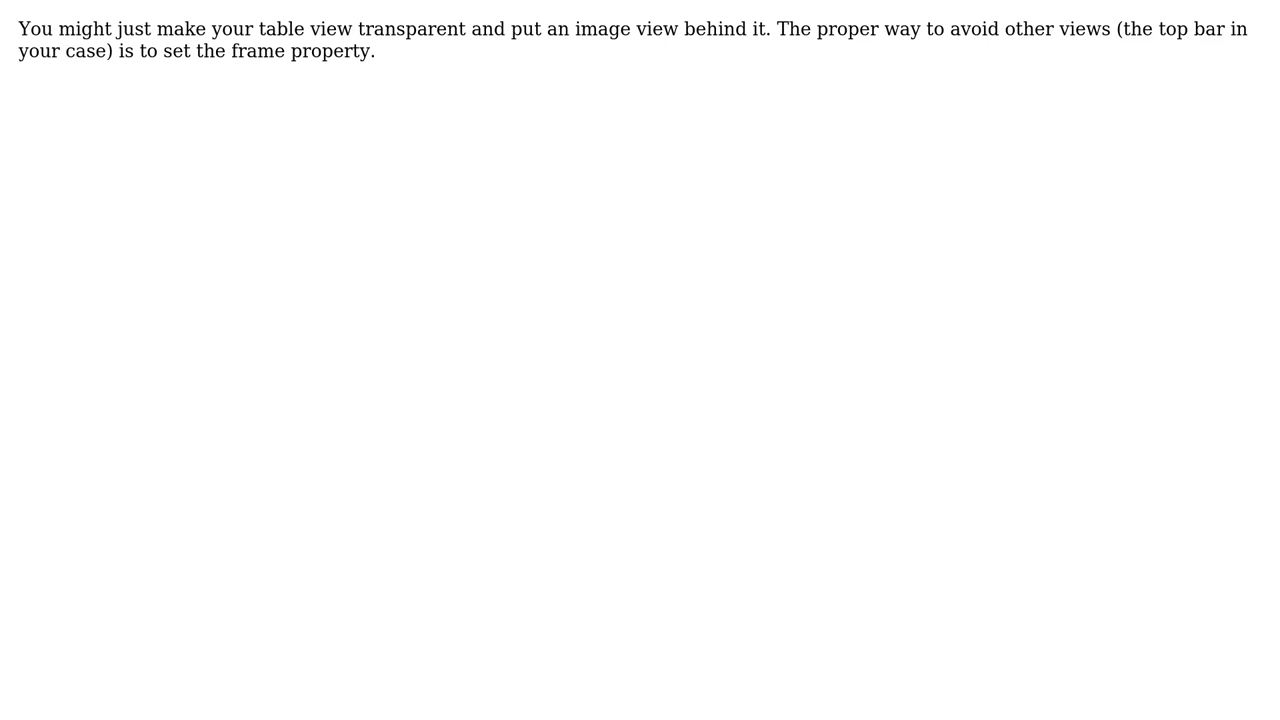 You might just make your table view transparent and put an image view behind it. The proper way to avoid other views (the top bar in
your case) is to set the frame property.